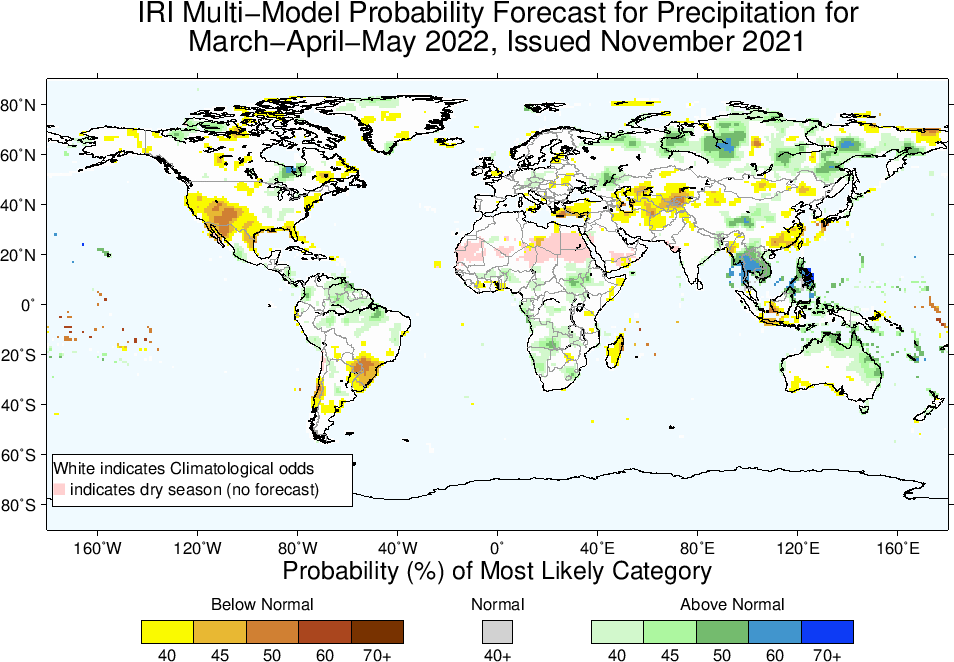 IRI Multi−Model Probability Forecast for Precipitation for
March−April−May 2022, Issued November 2021
80˚N
60˚N
40˚N
20˚N
0˚
20˚S
40˚S
60˚S
80˚S
White indicates Climatological odds
indicates dry season (no forecast)
160˚W 120˚W 80˚W 40˚W 0˚ 40˚E 80˚E 120˚E 160˚E
Probability (%) of Most Likely Category
Below Normal Normal Above Normal
40 45 50 60 70+ 40+ 40 45 50 60 70+